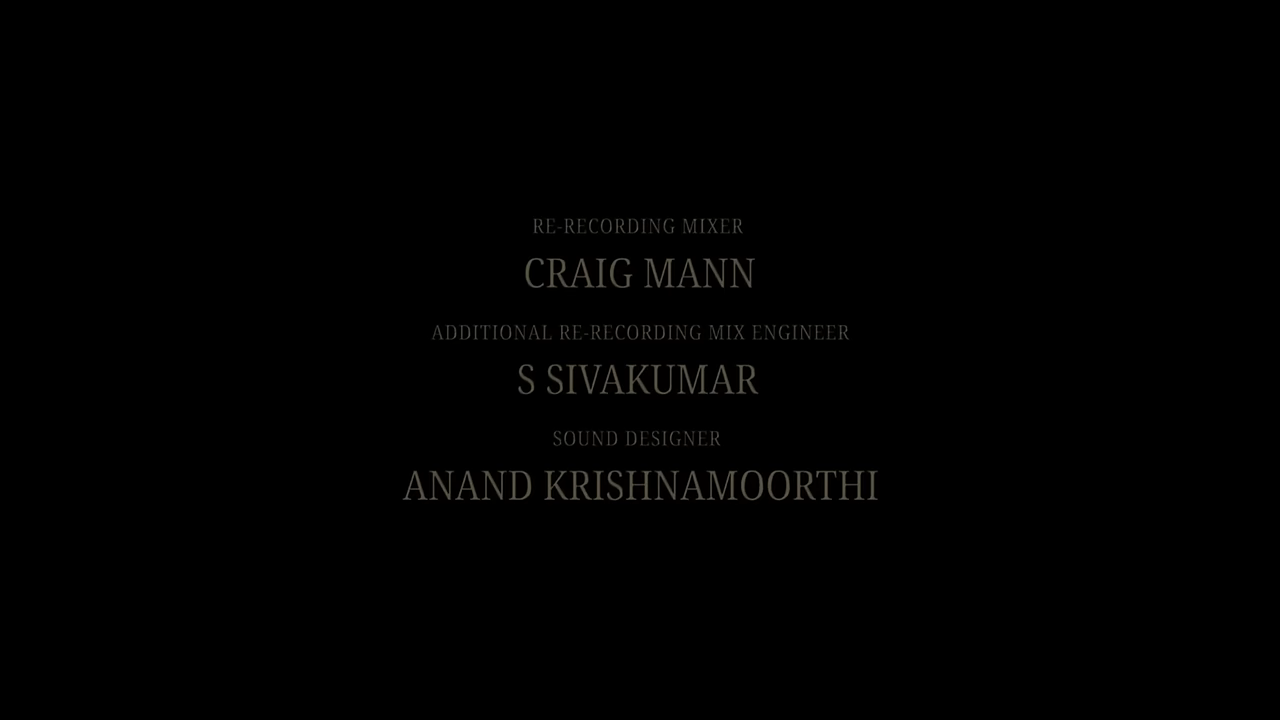 RE-RECORDING MIXER
CRAIG MANN
ADDITIONAL RE-RECORDING MIX ENGINEER
S SIVAKUMAR
SOUND DESIGNER
ANAND KRISHNAMOORTHI